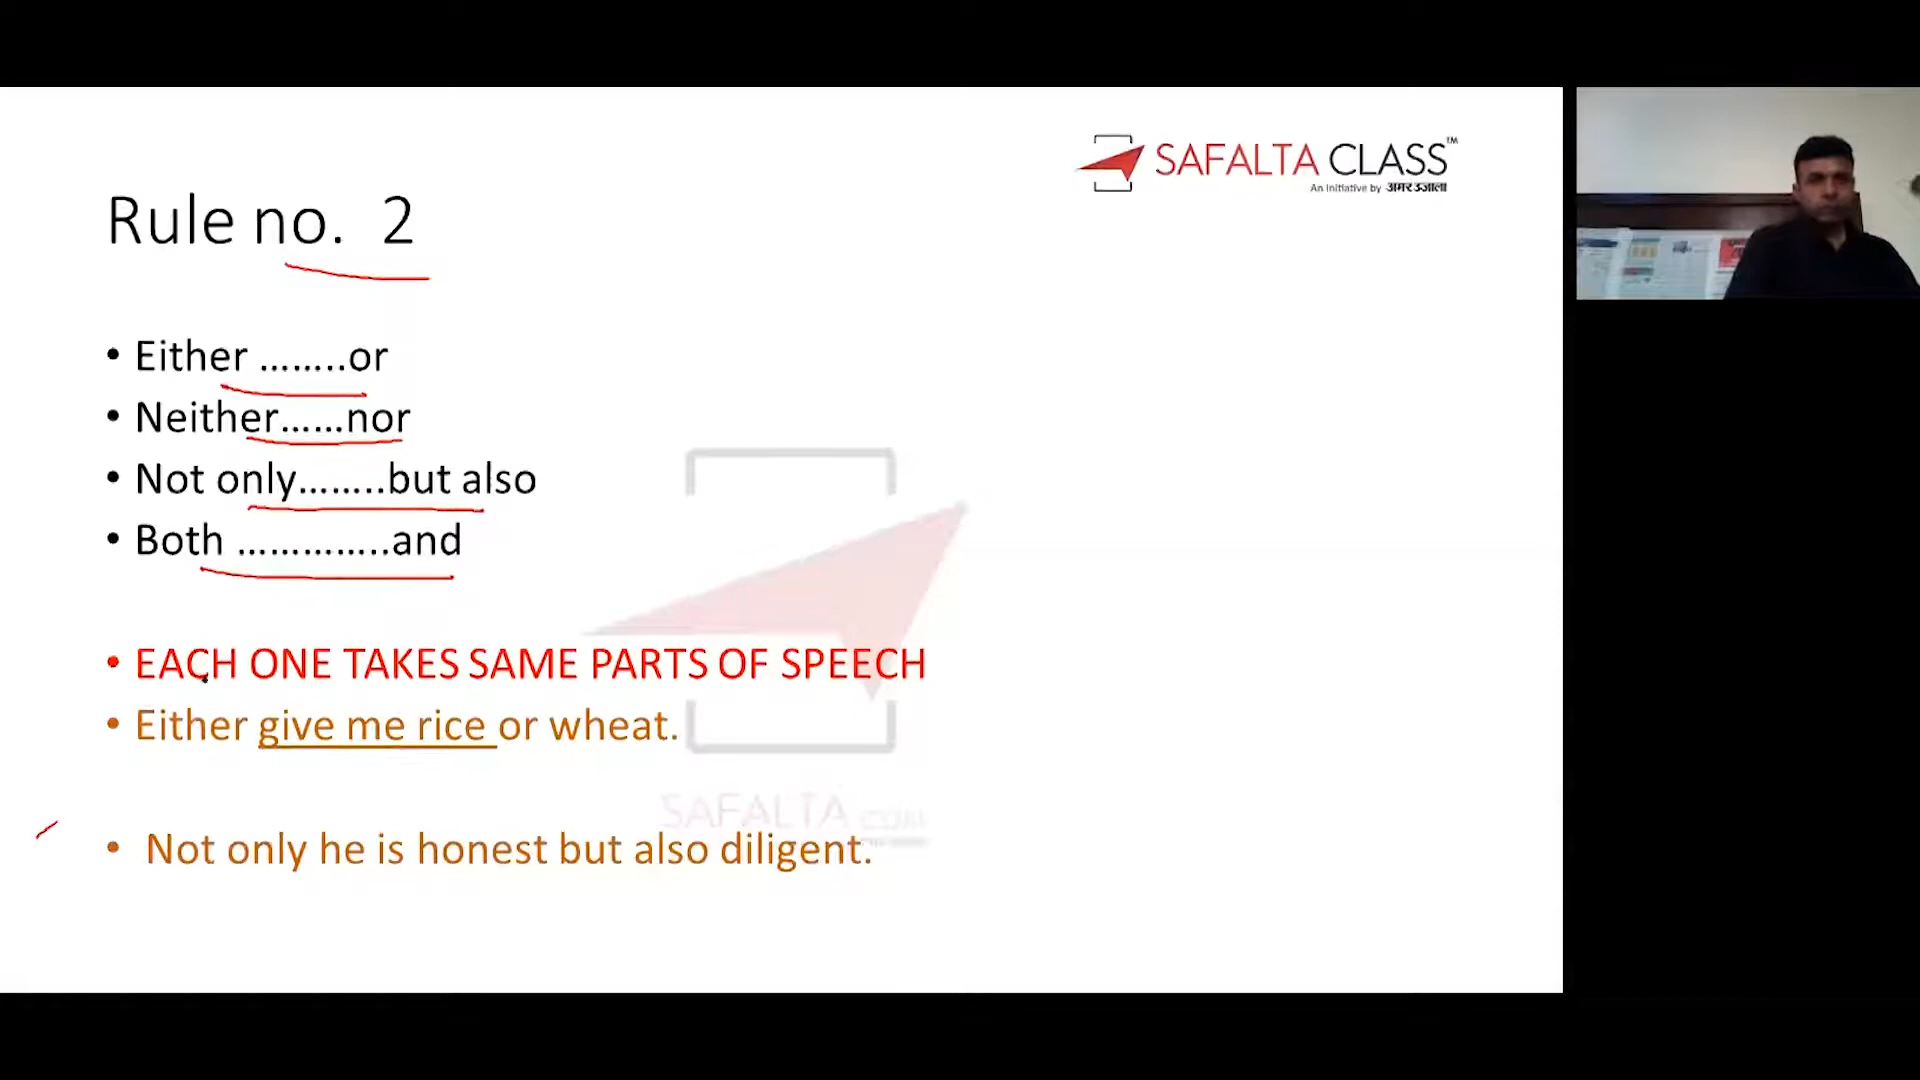 SAFALTA CLASS™
An Initiative by अमर उजाला
Rule no. 2
• Either ……..or
• Neither……nor
• Not only……..but also
• Both …………..and
• EACH ONE TAKES SAME PARTS OF SPEECH
• Either give me rice or wheat.
SAFALTA.COM
• Not only he is honest but also diligent.